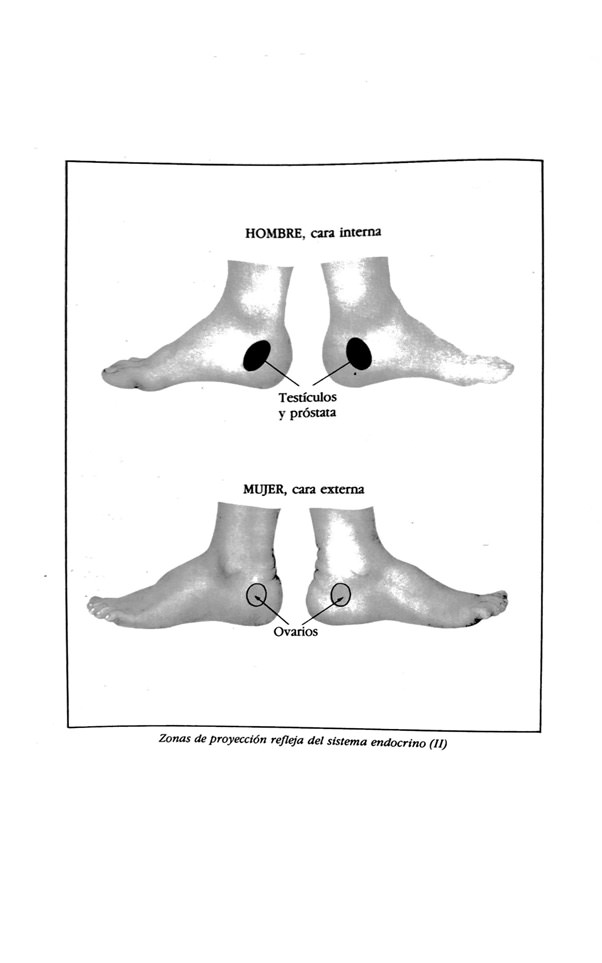 HOMBRE, cara interna
Testículos
y próstata
MUJER, cara externa
Ovarios
Zonas de proyección refleja del sistema endocrino (II)